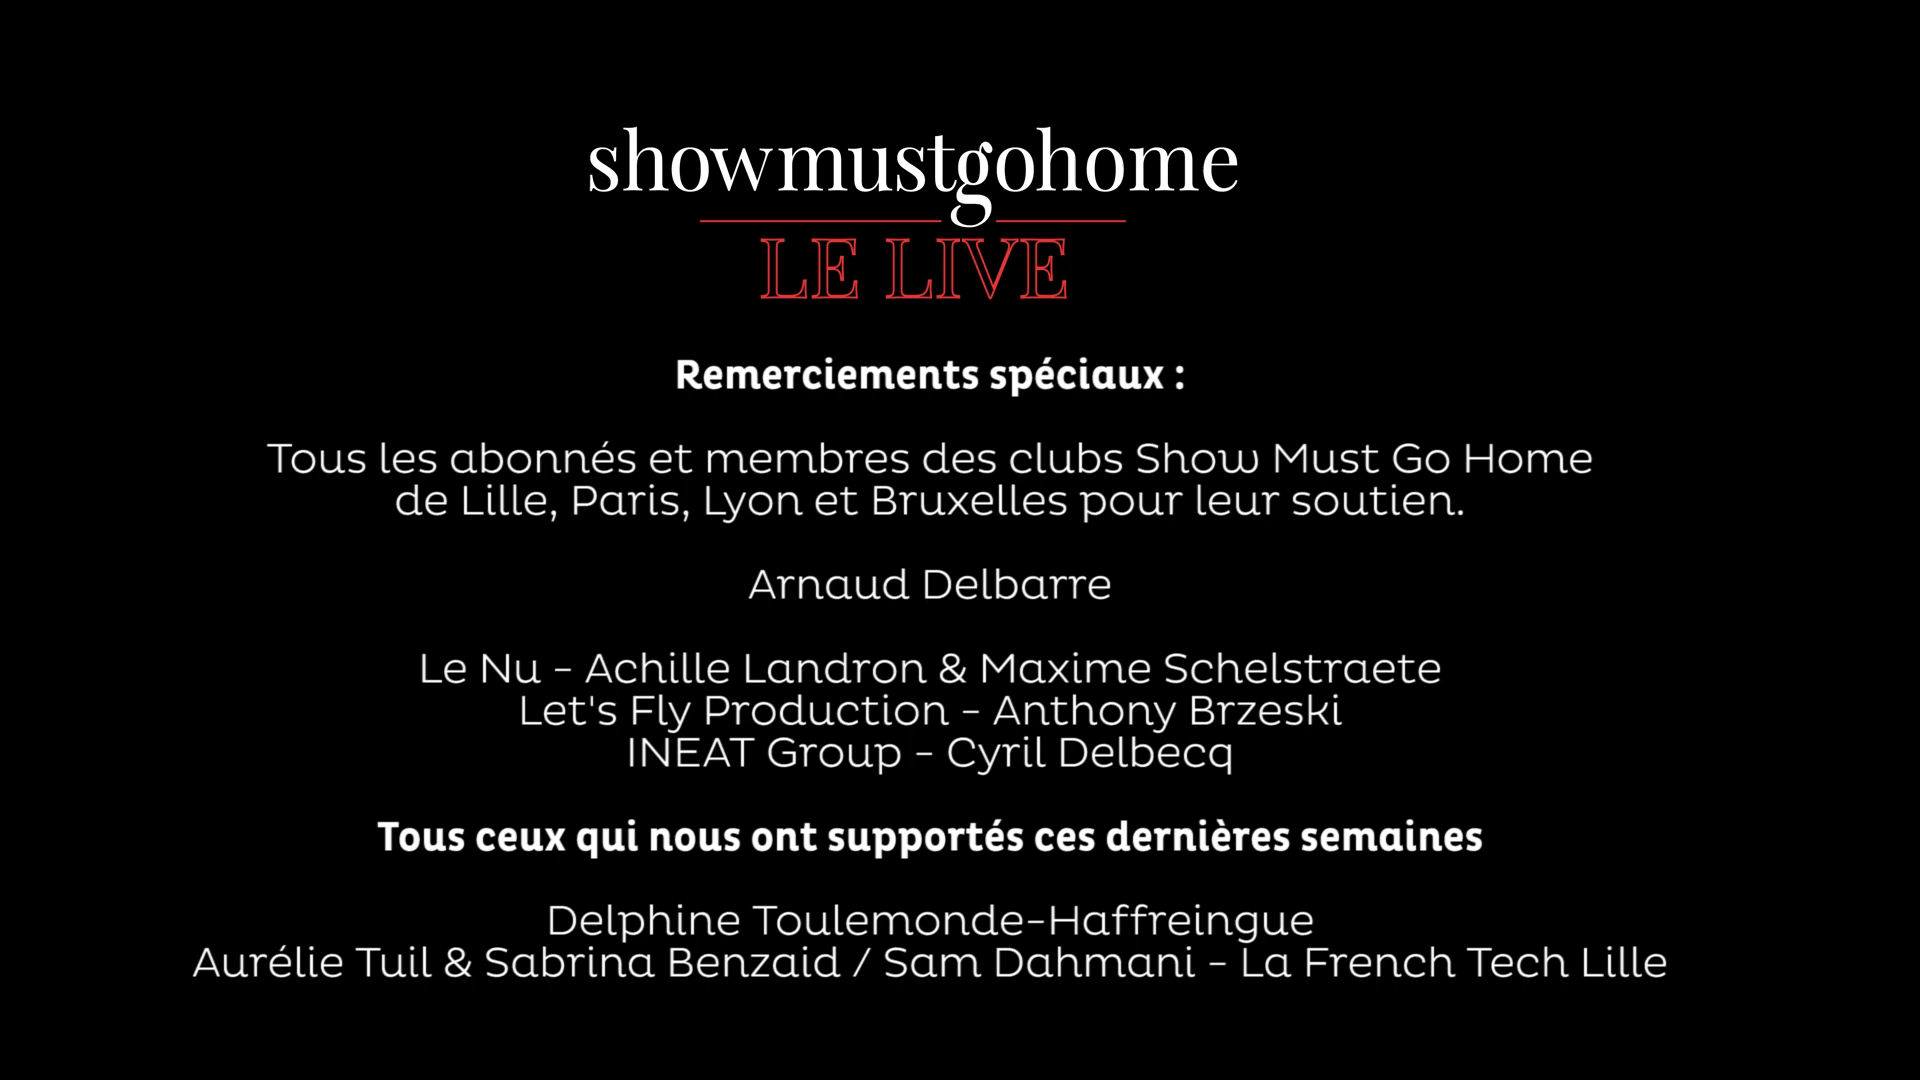 showmustgohome
LE LIVE
Remerciements spéciaux :
Tous les abonnés et membres des clubs Show Must Go Home
de Lille, Paris, Lyon et Bruxelles pour leur soutien.
Arnaud Delbarre
Le Nu - Achille Landron & Maxime Schelstraete
Let's Fly Production - Anthony Brzeski
INEAT Group - Cyril Delbecq
Tous ceux qui nous ont supportés ces dernières semaines
Delphine Toulemonde-Haffreingue
Aurélie Tuil & Sabrina Benzaid / Sam Dahmani - La French Tech Lille